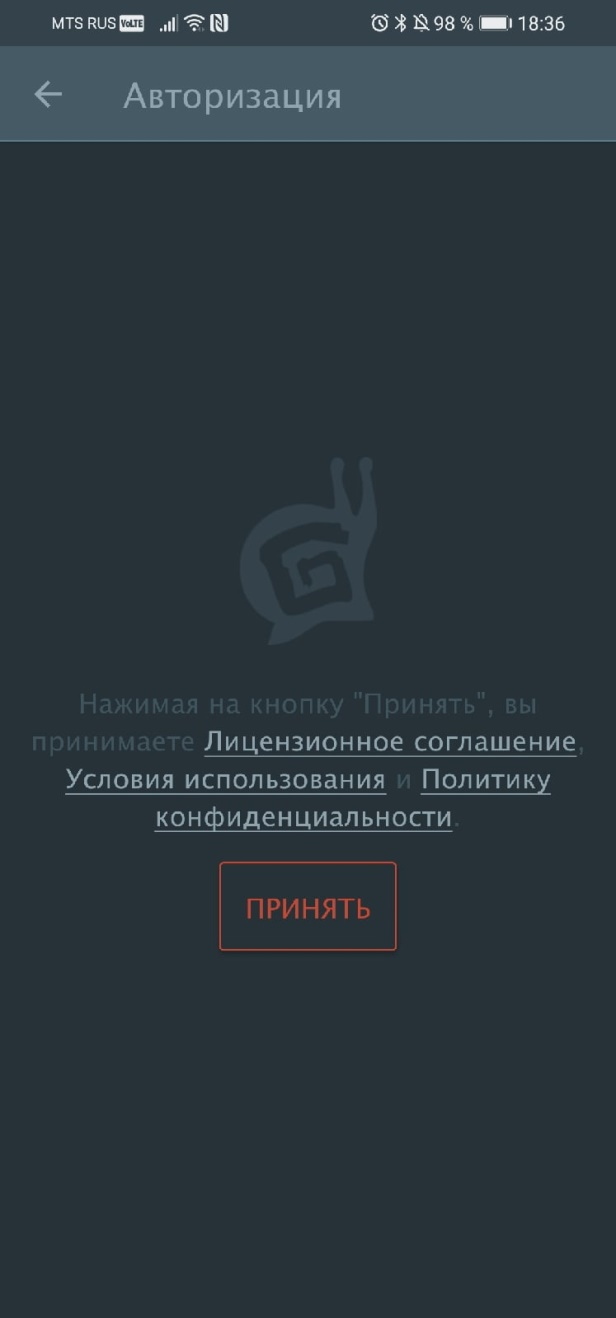 MTS RUS VoLTE 98 % 18:36
Авторизация
Нажимая на кнопку "Принять", вы
принимаете Лицензионное соглашение,
Условия использования и Политику
конфиденциальности.
ПРИНЯТЬ